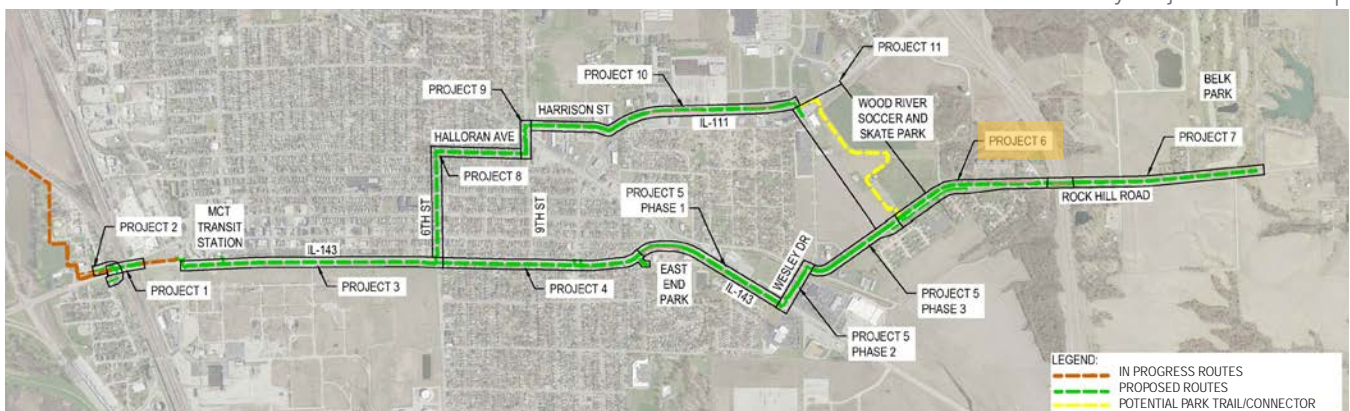 PROJECT 11
PROJECT 10
BELK
PARK
PROJECT 9
HARRISON ST
WOOD RIVER
SOCCER AND
SKATE PARK
IL-111
HALLORAN AVE
PROJECT 6
PROJECT 7
PROJECT 8
ROCK HILL ROAD
PROJECT 5
PHASE 1
MCT
TRANSIT
STATION
6TH ST
9TH ST
PROJECT 2
IL-143
WESLEY DR
EAST
END
PARK
IL-143
PROJECT 1
PROJECT 3
PROJECT 4
PROJECT 5
PHASE 3
PROJECT 5
PHASE 2
LEGEND:
IN PROGRESS ROUTES
PROPOSED ROUTES
POTENTIAL PARK TRAIL/CONNECTOR